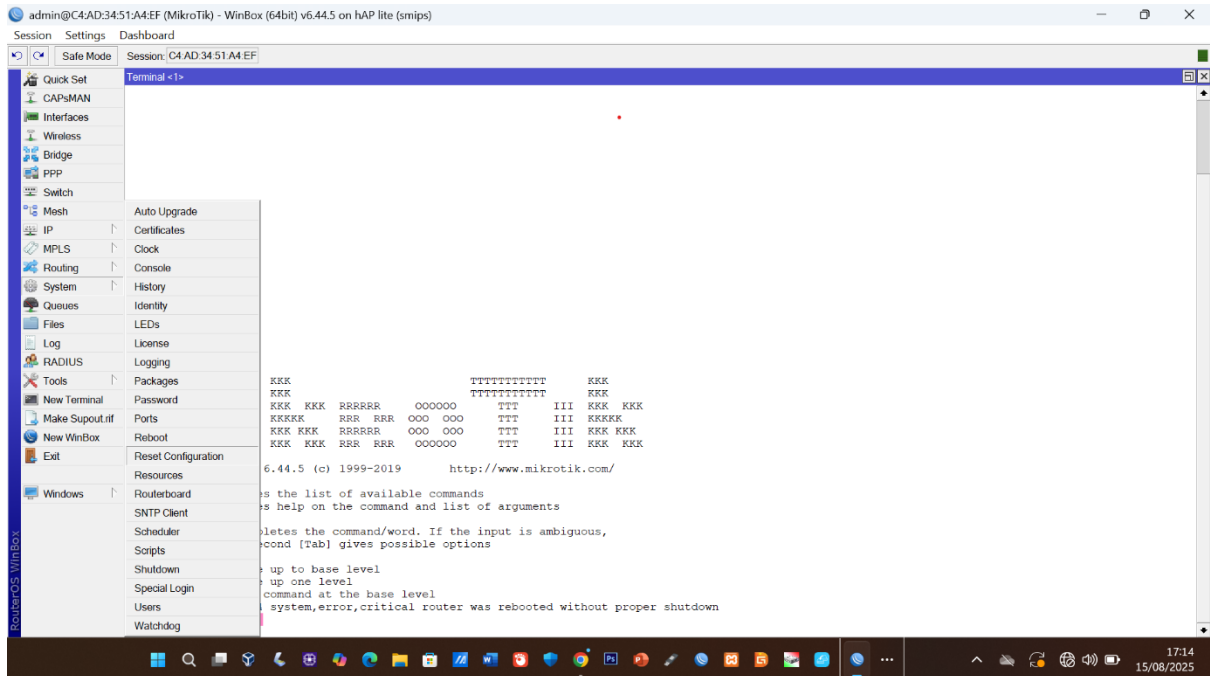 admin@C4:AD:34:51:A4:EF (MikroTik) - WinBox (64bit) v6.44.5 on hAP lite (smips)
Session Settings Dashboard
Safe Mode Session: C4:AD:34:51:A4:EF
Terminal <1>
Quick Set
CAPsMAN
Interfaces
Wireless
Bridge
PPP
Switch
Mesh
IP
MPLS
Routing
System
Queues
Files
Log
RADIUS
Tools
New Terminal
Make Supout.rif
New WinBox
Exit
Windows
RouterOS WinBox
Auto Upgrade
Certificates
Clock
Console
History
Identity
LEDs
License
Logging
Packages
Password
Ports
Reboot
Reset Configuration
Resources
Routerboard
SNTP Client
Scheduler
Scripts
Shutdown
Special Login
Users
Watchdog
KKK TTTTTTTTTTT KKK
KKK TTTTTTTTTTT KKK
KKK KKK RRRRRR OOOOOO TTT III KKK KKK
KKKKK RRR RRR OOO OOO TTT III KKKKK
KKK KKK RRRRRR OOO OOO TTT III KKK KKK
KKK KKK RRR RRR OOOOOO TTT III KKK KKK
6.44.5 (c) 1999-2019 http://www.mikrotik.com/
es the list of available commands
es help on the command and list of arguments
pletes the command/word. If the input is ambiguous,
econd [Tab] gives possible options
up to base level
up one level
command at the base level
system,error,critical router was rebooted without proper shutdown
17:14
15/08/2025